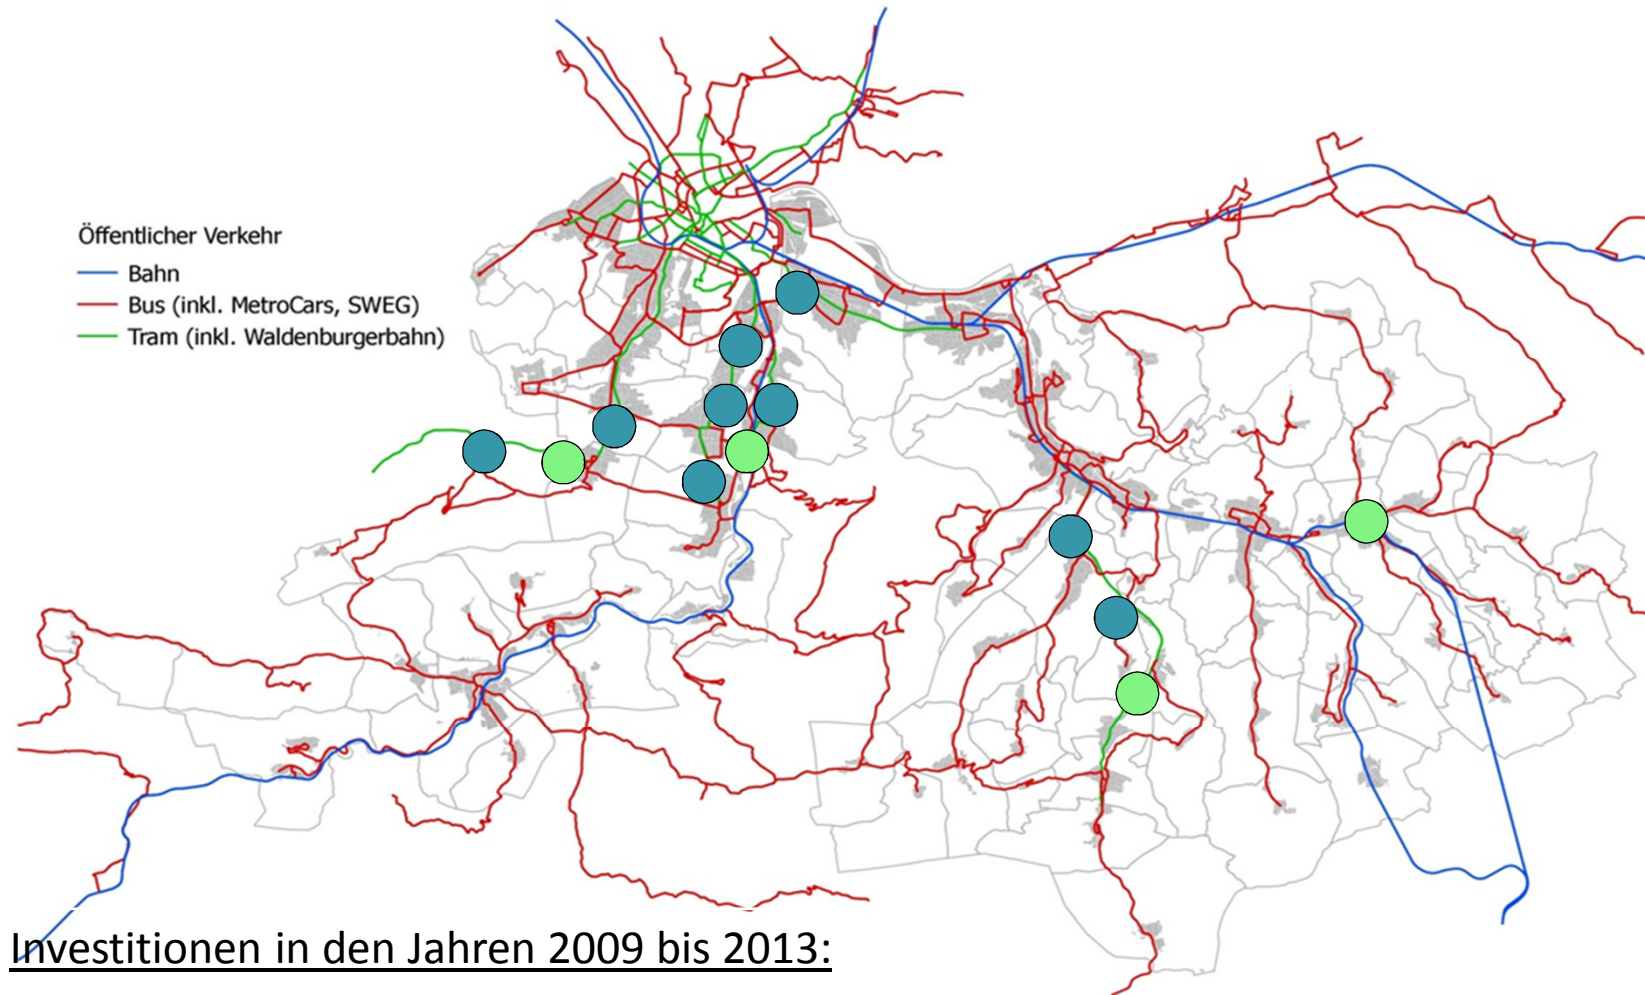 Öffentlicher Verkehr
Bahn
Bus (inkl. MetroCars, SWEG)
Tram (inkl. Waldenburgerbahn)
Investitionen in den Jahren 2009 bis 2013: